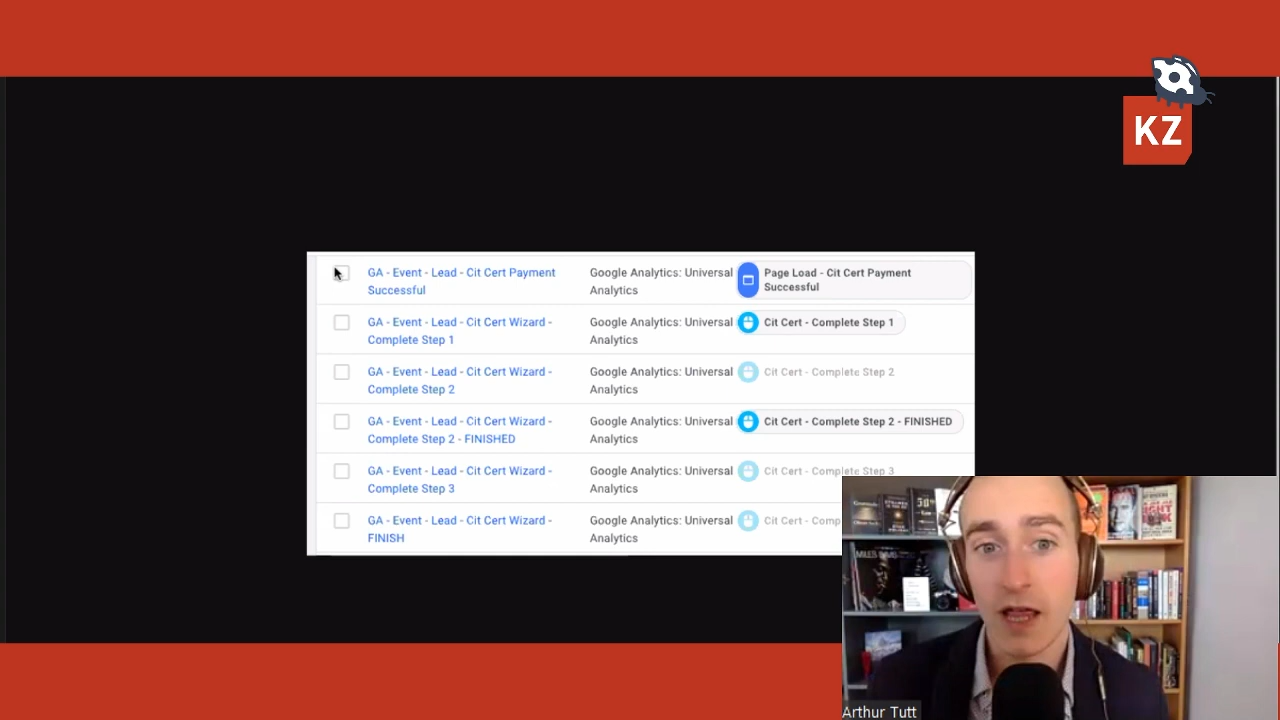 KZ
GA - Event - Lead - Cit Cert Payment
Successful
Google Analytics: Universal
Analytics
Page Load - Cit Cert Payment
Successful
GA - Event - Lead - Cit Cert Wizard -
Complete Step 1
Google Analytics: Universal
Analytics
Cit Cert - Complete Step 1
GA - Event - Lead - Cit Cert Wizard -
Complete Step 2
Google Analytics: Universal
Analytics
Cit Cert - Complete Step 2
GA - Event - Lead - Cit Cert Wizard -
Complete Step 2 - FINISHED
Google Analytics: Universal
Analytics
Cit Cert - Complete Step 2 - FINISHED
GA - Event - Lead - Cit Cert Wizard -
Complete Step 3
Google Analytics: Universal
Analytics
Cit Cert - Complete Step 3
GA - Event - Lead - Cit Cert Wizard -
FINISH
Google Analytics: Universal
Analytics
Cit Cert - Comp
MILES DAVIS
Arthur Tutt